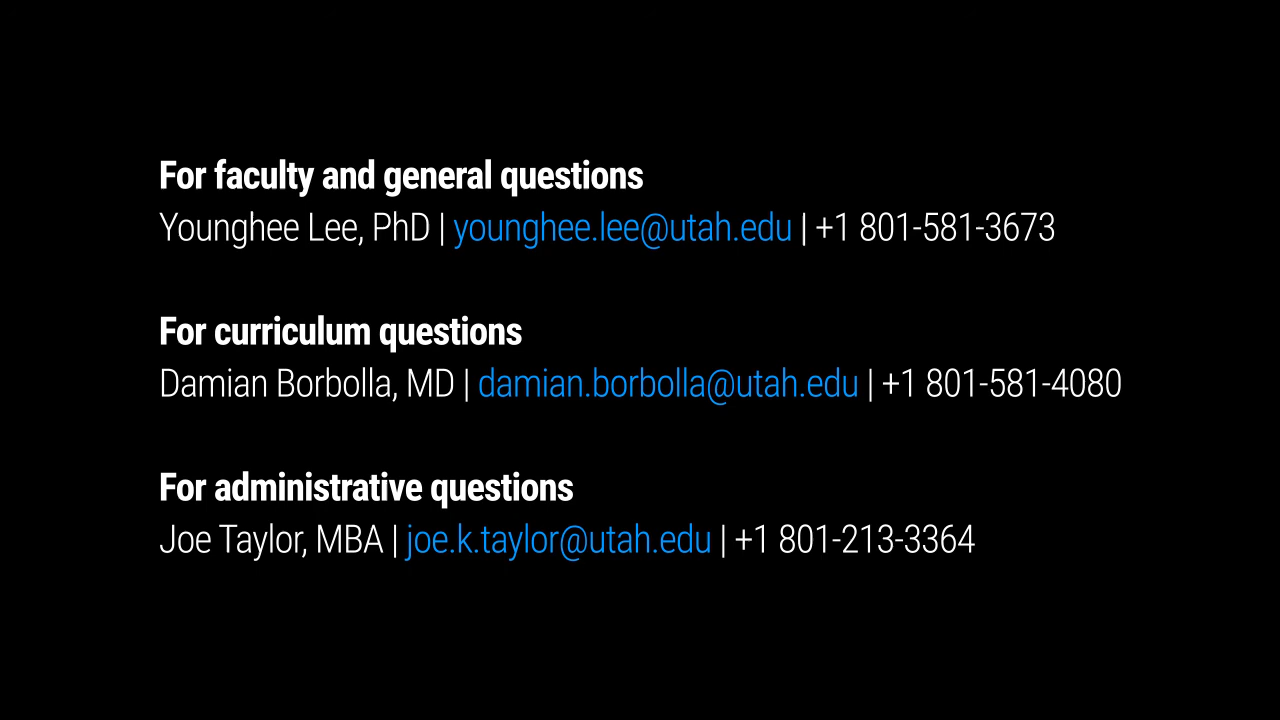 For faculty and general questions
Younghee Lee, PhD | younghee.lee@utah.edu | +1 801-581-3673
For curriculum questions
Damian Borbolla, MD | damian.borbolla@utah.edu | +1 801-581-4080
For administrative questions
Joe Taylor, MBA | joe.k.taylor@utah.edu | +1 801-213-3364